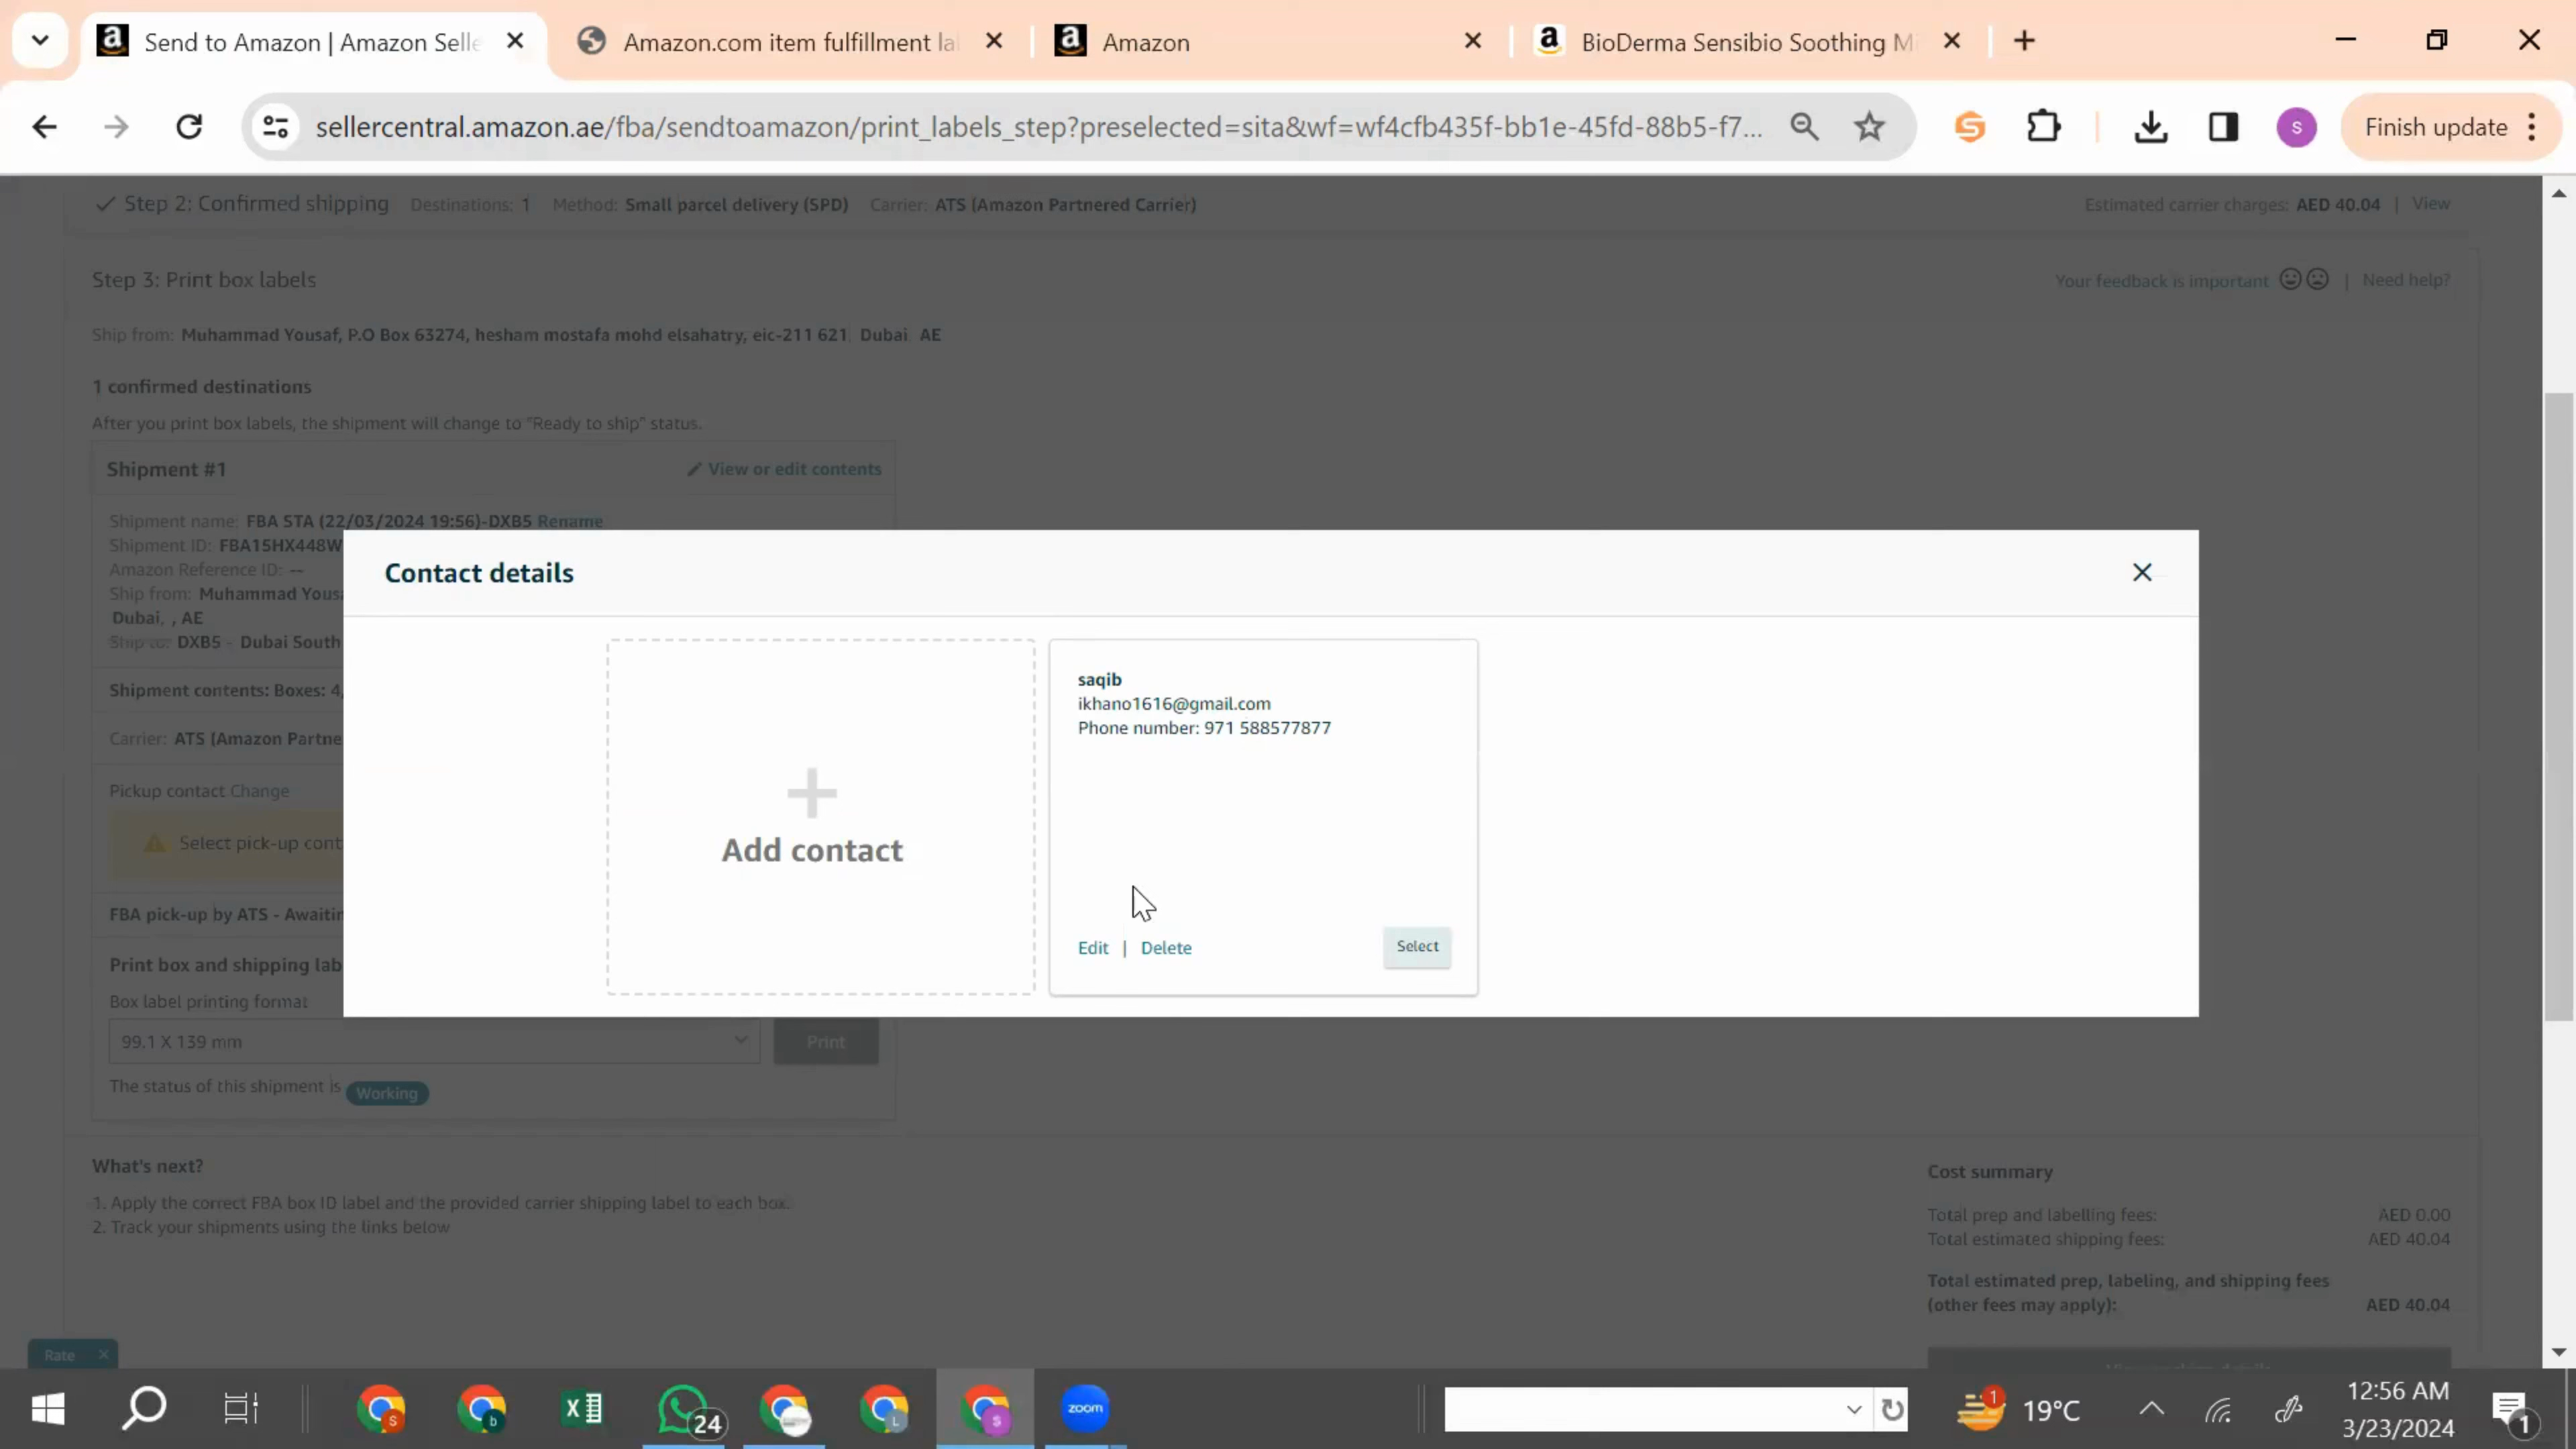 Send to Amazon | Amazon Selle
Amazon.com item fulfillment la
Amazon
BioDerma Sensibio Soothing Mi
sellercentral.amazon.ae/fba/sendtoamazon/print_labels_step?preselected=sita&wf=wf4cfb435f-bb1e-45fd-88b5-f7...
Finish update
Step 2: Confirmed shipping Destinations: 1 Method: Small parcel delivery (SPD) Carrier: ATS (Amazon Partnered Carrier) Estimated carrier charges: AED 40.04 | View
Step 3: Print box labels
Your feedback is important | Need help?
Ship from: Muhammad Yousaf, P.O Box 63274, hesham mostafa mohd elsahatry, eic-211 621, Dubai, AE
1 confirmed destinations
After you print box labels, the shipment will change to "Ready to ship" status.
Shipment #1
View or edit contents
Shipment name: FBA STA (22/03/2024 19:56)-DXB5 Rename
Shipment ID: FBA15HX448W
Amazon Reference ID: --
Ship from: Muhammad Yousa
Dubai, , AE
Ship to: DXB5 - Dubai South
Shipment contents: Boxes: 4,
Carrier: ATS (Amazon Partne
Pickup contact Change
Select pick-up cont
FBA pick-up by ATS - Awaitin
Print box and shipping lab
Box label printing format
99.1 X 139 mm
Print
The status of this shipment is Working
Contact details
Add contact
saqib
ikhano1616@gmail.com
Phone number: 971 588577877
Edit | Delete
Select
What's next?
1. Apply the correct FBA box ID label and the provided carrier shipping label to each box.
2. Track your shipments using the links below
Cost summary
Total prep and labelling fees: AED 0.00
Total estimated shipping fees: AED 40.04
Total estimated prep, labeling, and shipping fees
(other fees may apply): AED 40.04
Rate
24
zoom
1
19°C
12:56 AM
3/23/2024
1